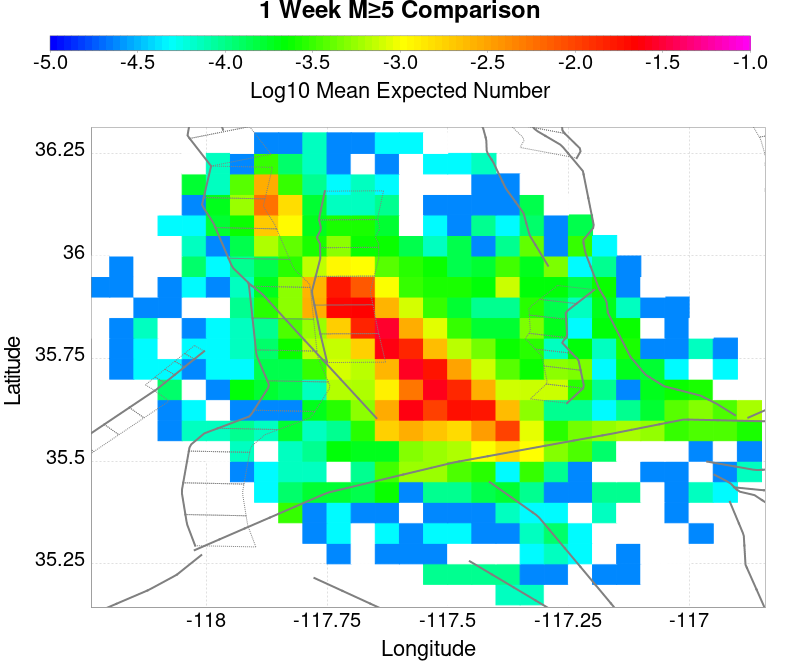 1 Week M≥5 Comparison
-5.0 -4.5 -4.0 -3.5 -3.0 -2.5 -2.0 -1.5 -1.0
Log10 Mean Expected Number
36.25
36
35.75
35.5
35.25
Latitude
-118 -117.75 -117.5 -117.25 -117
Longitude